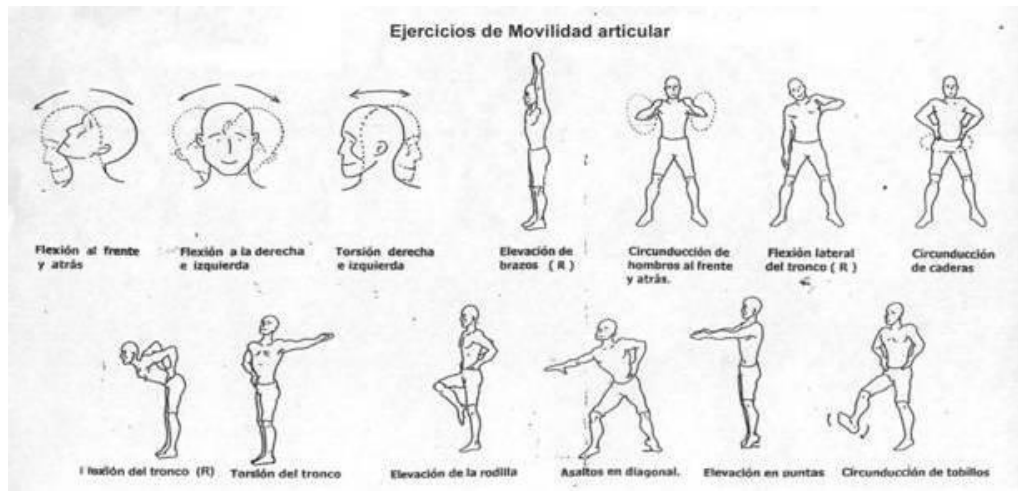 Ejercicios de Movilidad articular
Flexión al frente
y atrás
Flexión a la derecha
e izquierda
Torsión derecha
e izquierda
Elevación de
brazos ( R )
Circunducción de
hombros al frente
y atrás.
Flexión lateral
del tronco ( R )
Circunducción
de caderas
del tronco (R)
Torsión del tronco
Elevación de la rodilla
Asaltos en diagonal.
Elevación en puntas
Circunducción de tobillos